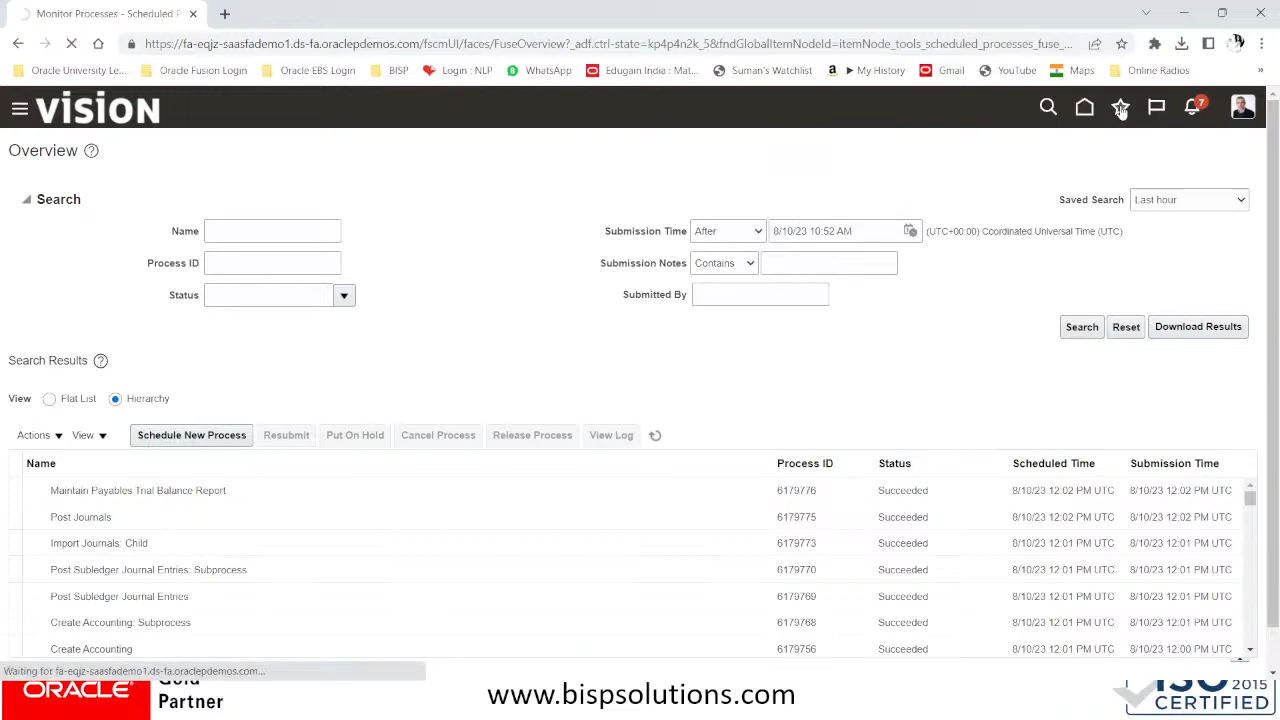 Monitor Processes - Scheduled P
https://fa-eqjz-saasfademo1.ds-fa.oraclepdemos.com/fscmUI/faces/FuseOverview?_adf.ctrl-state=kp4p4n2k_5&fndGlobalItemNodeId=itemNode_tools_scheduled_processes_fuse_...
Oracle University Le... Oracle Fusion Login Oracle EBS Login BISP Login : NLP WhatsApp Edugain India : Mat... Suman's Watchlist ▶ My History Gmail YouTube Maps Online Radios »
vision 7
Overview
Search
Saved Search Last hour
Name Submission Time After 8/10/23 10:52 AM (UTC+00:00) Coordinated Universal Time (UTC)
Process ID Submission Notes Contains
Status Submitted By
Search Reset Download Results
Search Results
View Flat List Hierarchy
Actions View Schedule New Process Resubmit Put On Hold Cancel Process Release Process View Log
Name Process ID Status Scheduled Time Submission Time
Maintain Payables Trial Balance Report 6179776 Succeeded 8/10/23 12:02 PM UTC 8/10/23 12:02 PM UTC
Post Journals 6179775 Succeeded 8/10/23 12:02 PM UTC 8/10/23 12:02 PM UTC
Import Journals: Child 6179773 Succeeded 8/10/23 12:01 PM UTC 8/10/23 12:01 PM UTC
Post Subledger Journal Entries: Subprocess 6179770 Succeeded 8/10/23 12:01 PM UTC 8/10/23 12:01 PM UTC
Post Subledger Journal Entries 6179769 Succeeded 8/10/23 12:01 PM UTC 8/10/23 12:01 PM UTC
Create Accounting: Subprocess 6179768 Succeeded 8/10/23 12:01 PM UTC 8/10/23 12:01 PM UTC
Create Accounting 6179756 Succeeded 8/10/23 12:00 PM UTC 8/10/23 12:00 PM UTC
Waiting for fa-eqjz-saasfademo1.ds-fa.oraclepdemos.com...
ORACLE Gold
Partner
www.bispsolutions.com
ISO 2015
CERTIFIED